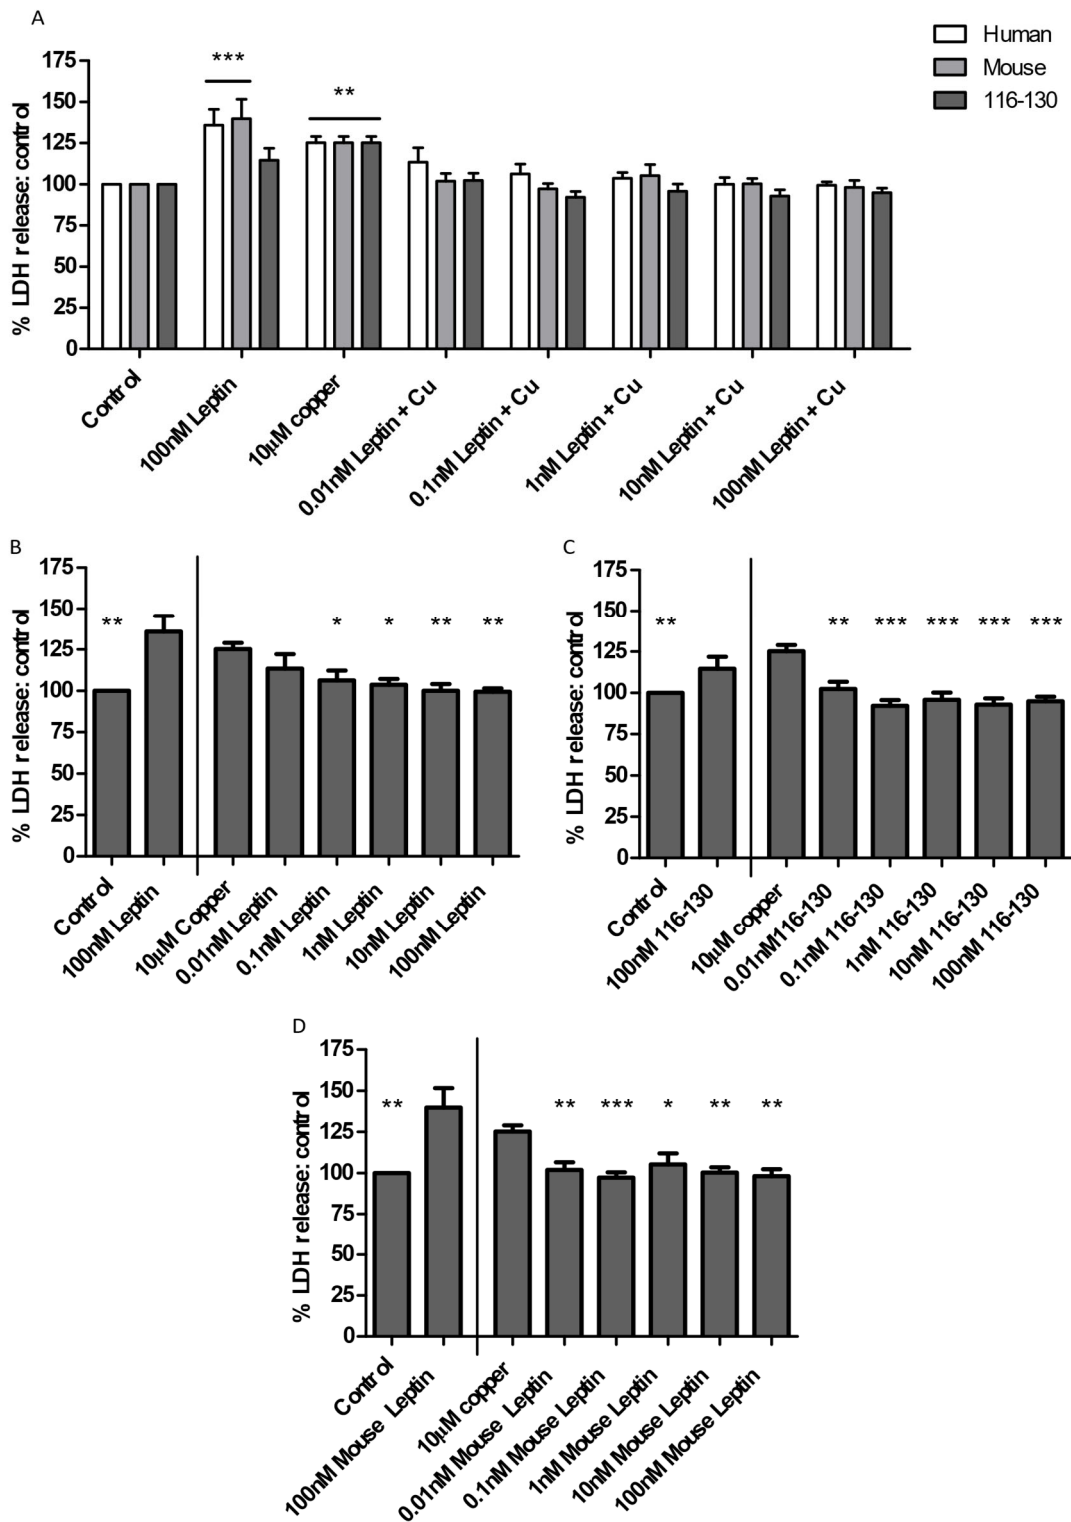 A
Human
Mouse
116-130
% LDH release: control
175
150
125
100
75
50
25
0
***
**
Control
100nM Leptin
10µM copper
0.01nM Leptin + Cu
0.1nM Leptin + Cu
1nM Leptin + Cu
10nM Leptin + Cu
100nM Leptin + Cu
B
% LDH release: control
175
150
125
100
75
50
25
0
**
*
*
**
**
Control
100nM Leptin
10µM Copper
0.01nM Leptin
0.1nM Leptin
1nM Leptin
10nM Leptin
100nM Leptin
C
% LDH release: control
175
150
125
100
75
50
25
0
**
**
***
***
***
***
Control
100nM 116-130
10µM copper
0.01nM116-130
0.1nM 116-130
1nM 116-130
10nM 116-130
100nM 116-130
D
% LDH release: control
175
150
125
100
75
50
25
0
**
**
***
*
**
**
Control
100nM Mouse Leptin
10µM copper
0.01nM Mouse Leptin
0.1nM Mouse Leptin
1nM Mouse Leptin
10nM Mouse Leptin
100nM Mouse Leptin